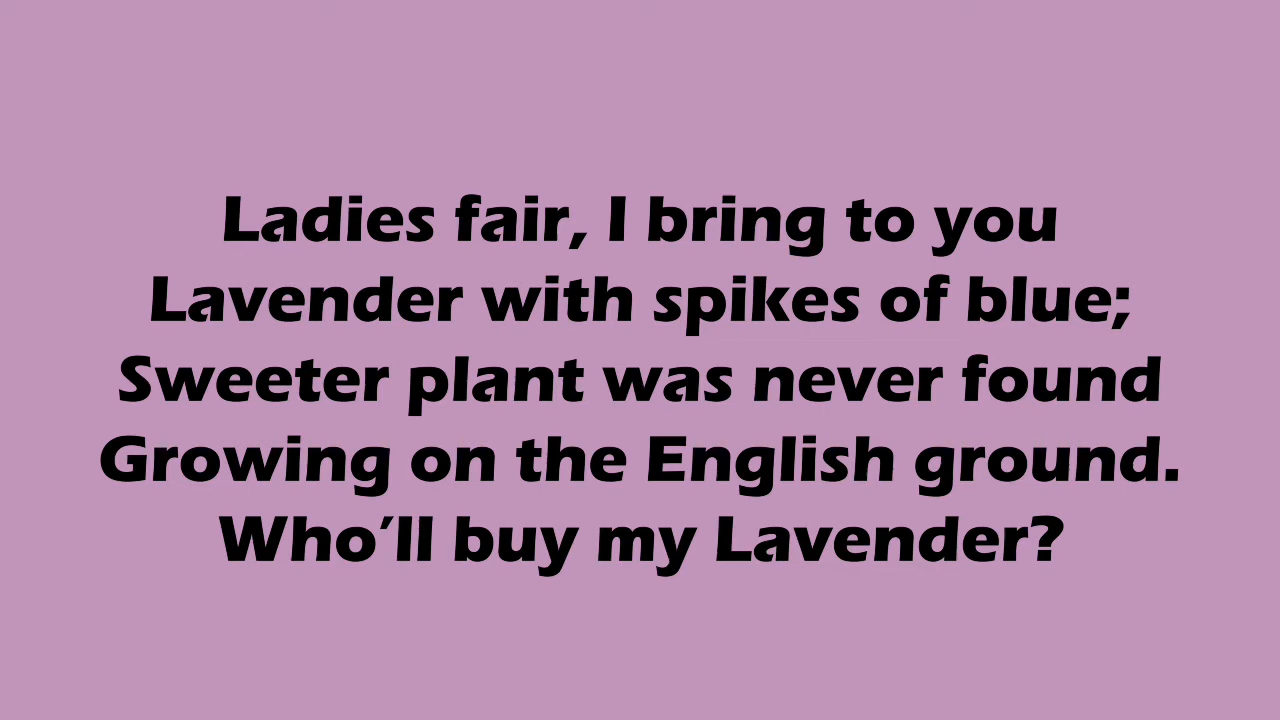 Ladies fair, I bring to you
Lavender with spikes of blue;
Sweeter plant was never found
Growing on the English ground.
Who’ll buy my Lavender?